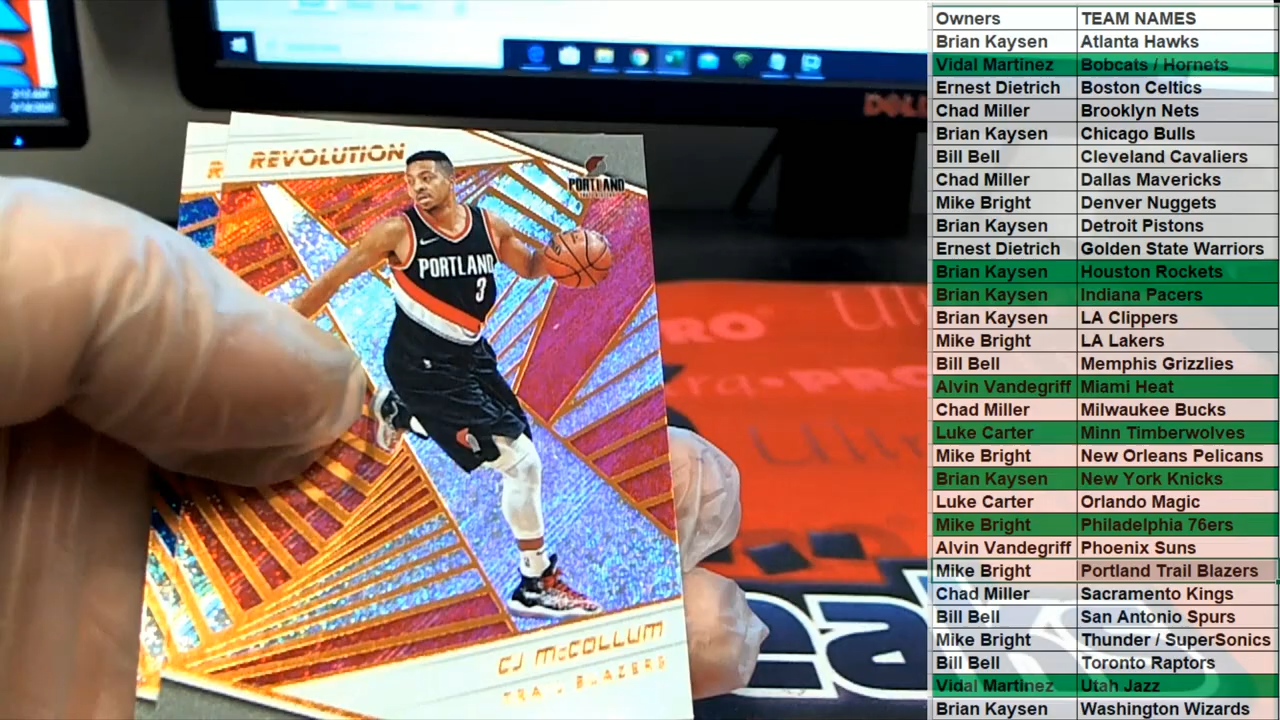 REVOLUTION
R
PORTLAND
PORTLAND
3
CJ McCOLLUM
TRAIL BLAZERS
DELL
PRO
Ultra
Ultra-PRO
Owners TEAM NAMES
Brian Kaysen Atlanta Hawks
Vidal Martinez Bobcats / Hornets
Ernest Dietrich Boston Celtics
Chad Miller Brooklyn Nets
Brian Kaysen Chicago Bulls
Bill Bell Cleveland Cavaliers
Chad Miller Dallas Mavericks
Mike Bright Denver Nuggets
Brian Kaysen Detroit Pistons
Ernest Dietrich Golden State Warriors
Brian Kaysen Houston Rockets
Brian Kaysen Indiana Pacers
Brian Kaysen LA Clippers
Mike Bright LA Lakers
Bill Bell Memphis Grizzlies
Alvin Vandegriff Miami Heat
Chad Miller Milwaukee Bucks
Luke Carter Minn Timberwolves
Mike Bright New Orleans Pelicans
Brian Kaysen New York Knicks
Luke Carter Orlando Magic
Mike Bright Philadelphia 76ers
Alvin Vandegriff Phoenix Suns
Mike Bright Portland Trail Blazers
Chad Miller Sacramento Kings
Bill Bell San Antonio Spurs
Mike Bright Thunder / SuperSonics
Bill Bell Toronto Raptors
Vidal Martinez Utah Jazz
Brian Kaysen Washington Wizards